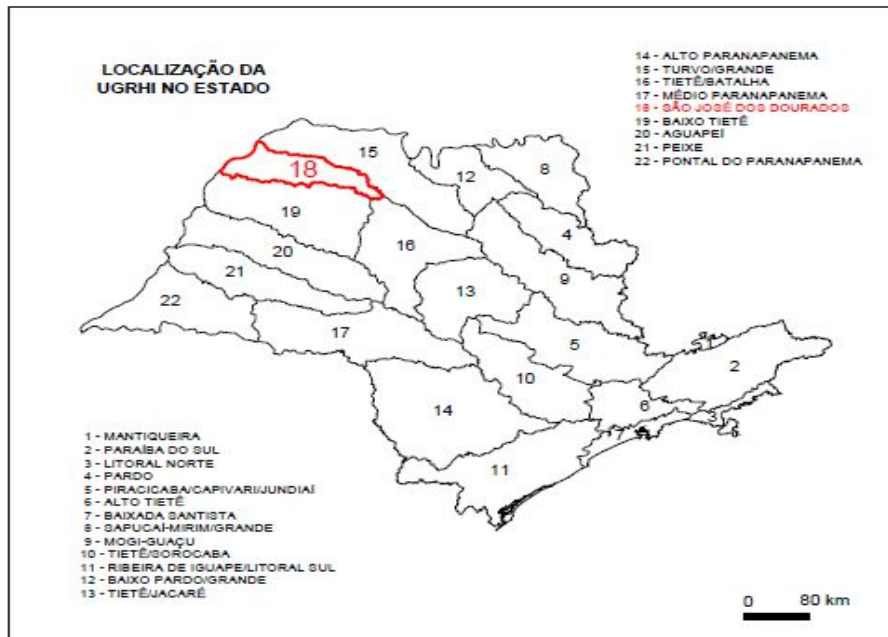 LOCALIZAÇÃO DA
UGRHI NO ESTADO
14 - ALTO PARANAPANEMA
15 - TURVO/GRANDE
16 - TIETÊ/BATALHA
17 - MÉDIO PARANAPANEMA
18 - SÃO JOSÉ DOS DOURADOS
19 - BAIXO TIETÊ
20 - AGUAPEÍ
21 - PEIXE
22 - PONTAL DO PARANAPANEMA
15
18
12
8
19
4
16
20
9
21
13
22
17
5
1
2
10
6
3
14
7
11
1 - MANTIQUEIRA
2 - PARAÍBA DO SUL
3 - LITORAL NORTE
4 - PARDO
5 - PIRACICABA/CAPIVARI/JUNDIAÍ
6 - ALTO TIETÊ
7 - BAIXADA SANTISTA
8 - SAPUCAÍ-MIRIM/GRANDE
9 - MOGI-GUAÇU
10 - TIETÊ/SOROCABA
11 - RIBEIRA DE IGUAPE/LITORAL SUL
12 - BAIXO PARDO/GRANDE
13 - TIETÊ/JACARÉ
0 80 km